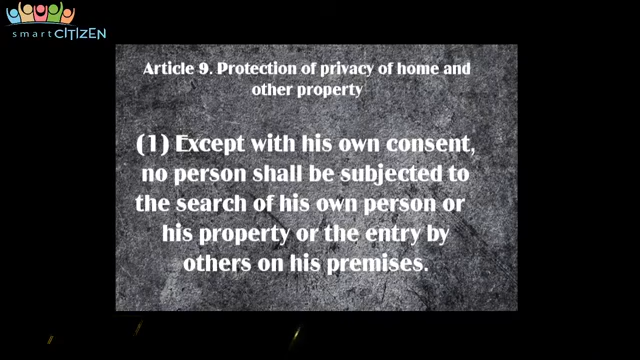 smart CITIZEN
Article 9. Protection of privacy of home and
other property
(1) Except with his own consent,
no person shall be subjected to
the search of his own person or
his property or the entry by
others on his premises.